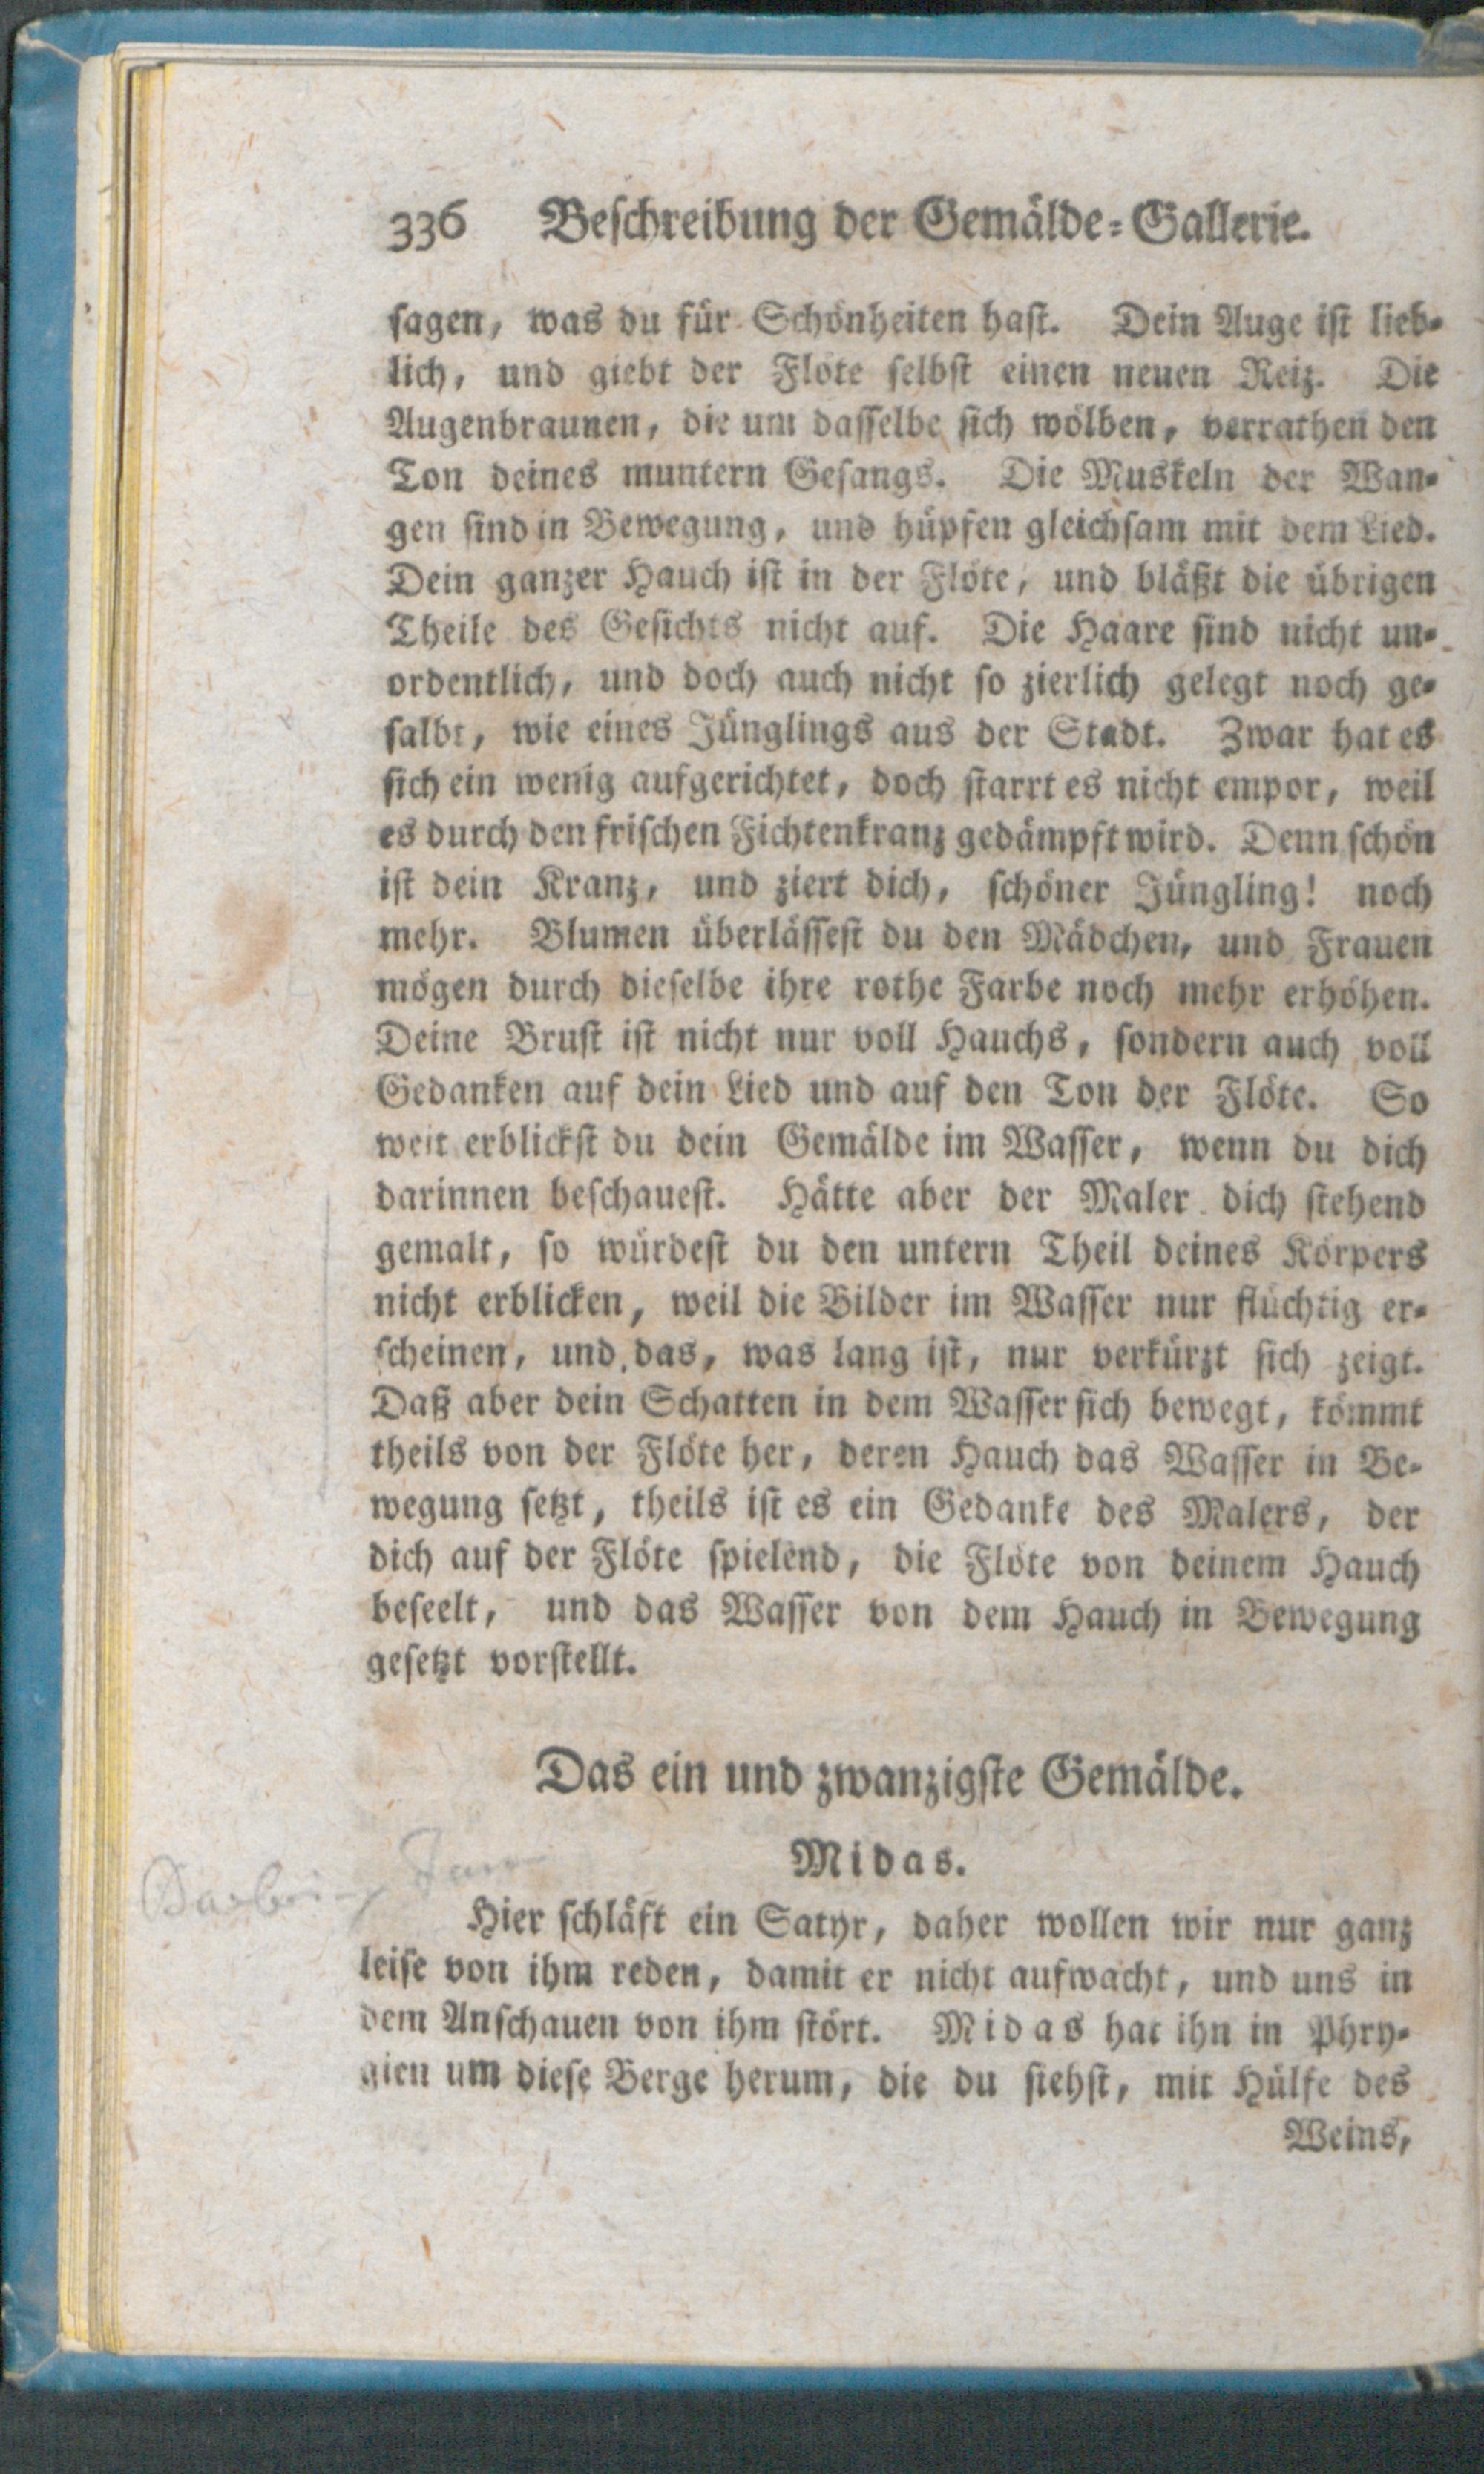 336 Beschreibung der Gemälde-Gallerie.
sagen, was du für Schönheiten hast. Dein Auge ist lieb-
lich, und giebt der Flöte selbst einen neuen Reiz. Die
Augenbraunen, die um dasselbe sich wölben, verrathen den
Ton deines muntern Gesangs. Die Muskeln der Wan-
gen sind in Bewegung, und hüpfen gleichsam mit dem Lied.
Dein ganzer Hauch ist in der Flöte, und bläßt die übrigen
Theile des Gesichts nicht auf. Die Haare sind nicht un-
ordentlich, und doch auch nicht so zierlich gelegt noch ge-
salbt, wie eines Jünglings aus der Stadt. Zwar hat es
sich ein wenig aufgerichtet, doch starrt es nicht empor, weil
es durch den frischen Fichtenkranz gedämpft wird. Denn schön
ist dein Kranz, und ziert dich, schöner Jüngling! noch
mehr. Blumen überlässest du den Mädchen, und Frauen
mögen durch dieselbe ihre rothe Farbe noch mehr erhöhen.
Deine Brust ist nicht nur voll Hauchs, sondern auch voll
Gedanken auf dein Lied und auf den Ton der Flöte. So
weit erblickst du dein Gemälde im Wasser, wenn du dich
darinnen beschauest. Hätte aber der Maler dich stehend
gemalt, so würdest du den untern Theil deines Körpers
nicht erblicken, weil die Bilder im Wasser nur flüchtig er-
scheinen, und das, was lang ist, nur verkürzt sich zeigt.
Daß aber dein Schatten in dem Wasser sich bewegt, kömmt
theils von der Flöte her, deren Hauch das Wasser in Be-
wegung setzt, theils ist es ein Gedanke des Malers, der
dich auf der Flöte spielend, die Flöte von deinem Hauch
beseelt, und das Wasser von dem Hauch in Bewegung
gesetzt vorstellt.
Das ein und zwanzigste Gemälde.
Midas.
Hier schläft ein Satyr, daher wollen wir nur ganz
leise von ihm reden, damit er nicht aufwacht, und uns in
dem Anschauen von ihm stört. Midas hat ihn in Phry-
gien um diese Berge herum, die du siehst, mit Hülfe des
Weins,